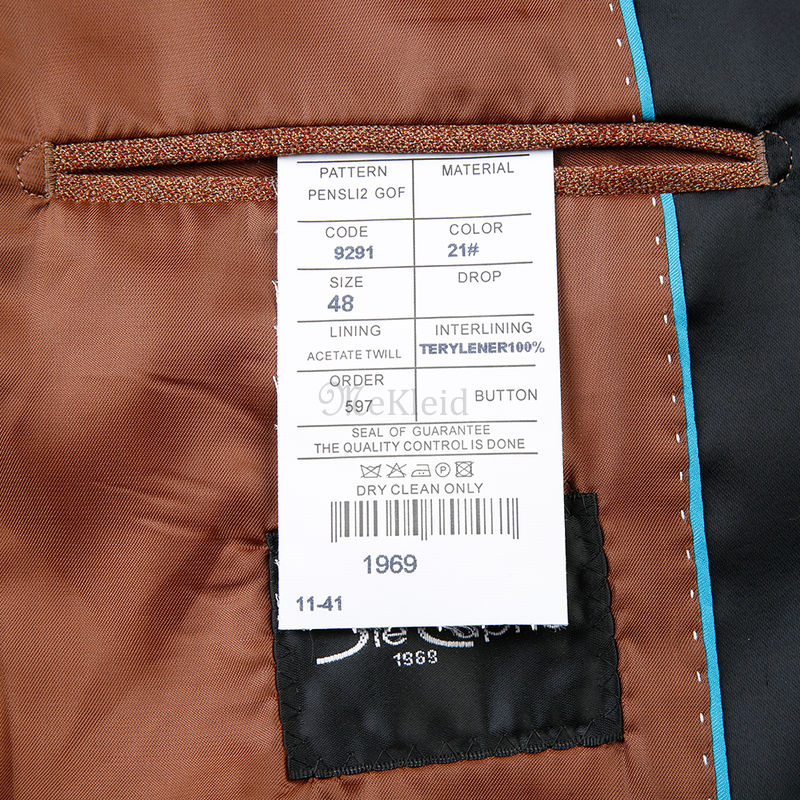 PATTERN MATERIAL
PENSLI2 GOF
CODE COLOR
9291 21#
SIZE DROP
48
LINING INTERLINING
ACETATE TWILL TERYLENER100%
ORDER BUTTON
597
MeKleid
SEAL OF GUARANTEE
THE QUALITY CONTROL IS DONE
DRY CLEAN ONLY
1969
11-41
1969